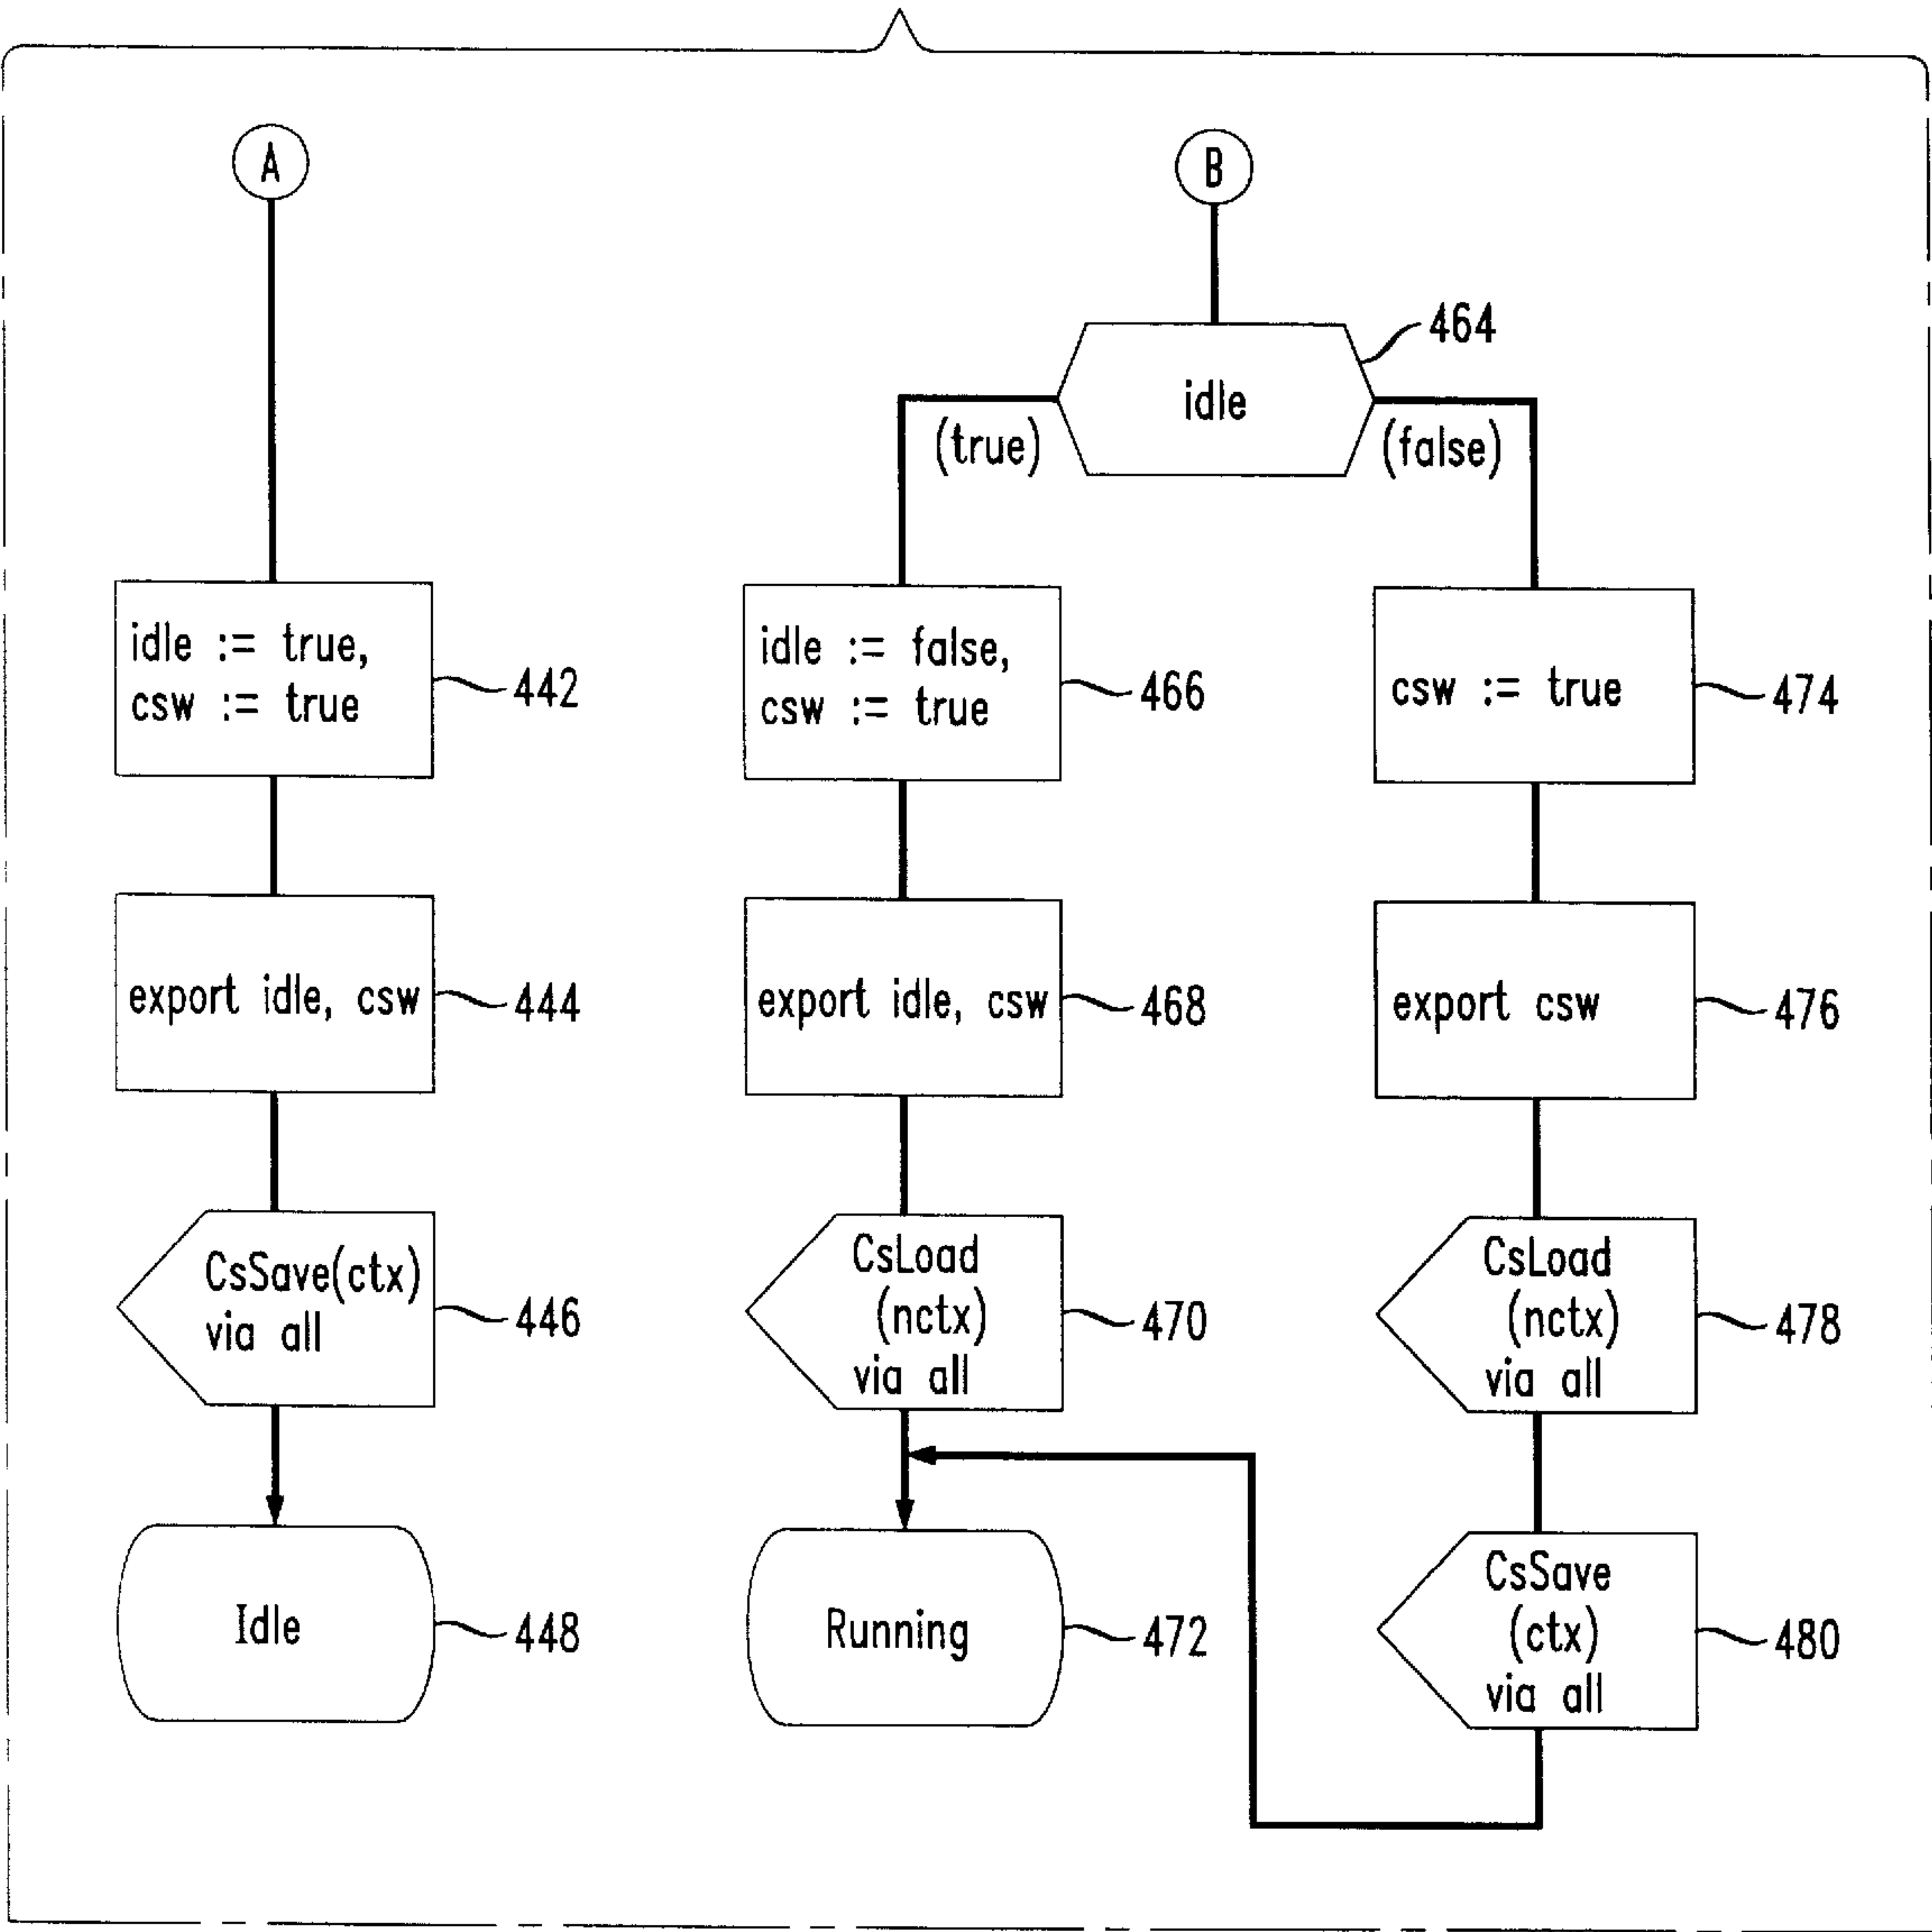 A
B
464
idle
(true)
(false)
idle := true,
csw := true
442
idle := false,
csw := true
466
csw := true
474
export idle, csw
444
export idle, csw
468
export csw
476
CsSave(ctx)
via all
446
CsLoad
(nctx)
via all
470
CsLoad
(nctx)
via all
478
Idle
448
Running
472
CsSave
(ctx)
via all
480